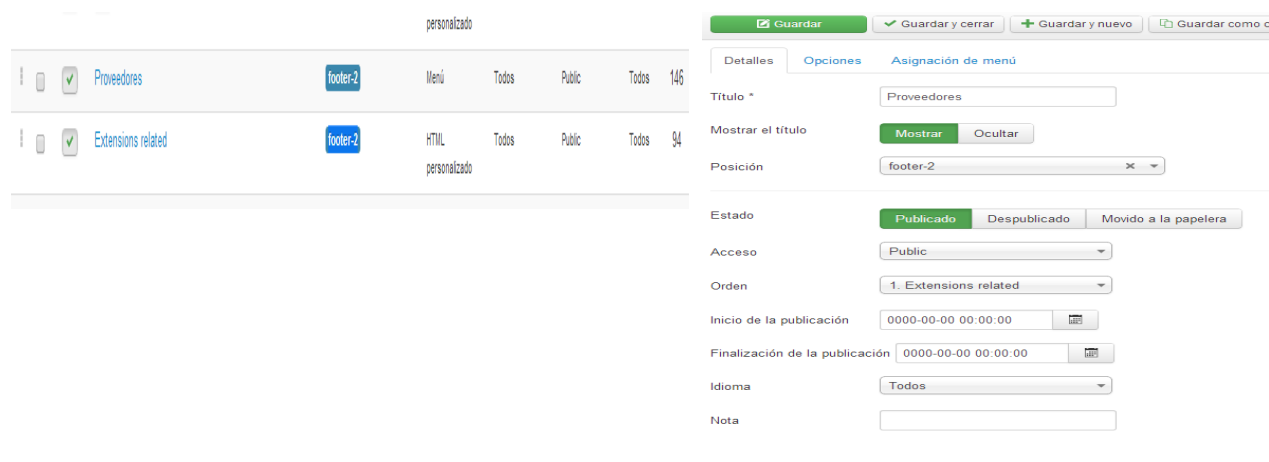 personalizado
Proveedores footer-2 Menú Todos Public Todos 146
Extensions related footer-2 HTML Todos Public Todos 94
personalizado
Guardar Guardar y cerrar Guardar y nuevo Guardar como c
Detalles Opciones Asignación de menú
Título * Proveedores
Mostrar el título Mostrar Ocultar
Posición footer-2
Estado Publicado Despublicado Movido a la papelera
Acceso Public
Orden 1. Extensions related
Inicio de la publicación 0000-00-00 00:00:00
Finalización de la publicación 0000-00-00 00:00:00
Idioma Todos
Nota